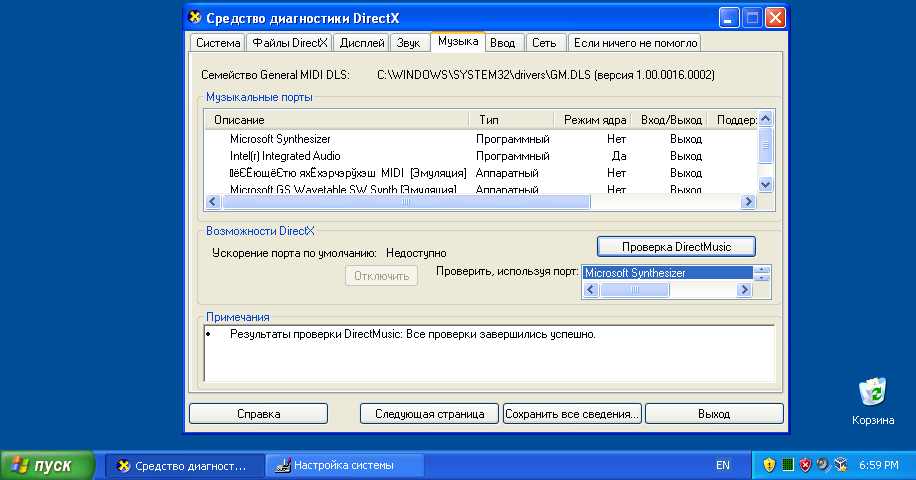 Средство диагностики DirectX
Система Файлы DirectX Дисплей Звук Музыка Ввод Сеть Если ничего не помогло
Семейство General MIDI DLS: C:\WINDOWS\SYSTEM32\drivers\GM.DLS (версия 1.00.0016.0002)
Музыкальные порты
Описание Тип Режим ядра Вход/Выход Поддер:
Microsoft Synthesizer Программный Нет Выход
Intel(r) Integrated Audio Программный Да Выход
MIDI [Эмуляция] Аппаратный Нет Выход
Microsoft GS Wavetable SW Synth [Эмуляция] Аппаратный Нет Выход
Возможности DirectX
Проверка DirectMusic
Ускорение порта по умолчанию: Недоступно
Отключить
Проверить, используя порт: Microsoft Synthesizer
Примечания
• Результаты проверки DirectMusic: Все проверки завершились успешно.
Справка Следующая страница Сохранить все сведения... Выход
Корзина
пуск Средство диагност... Настройка системы EN 6:59 PM